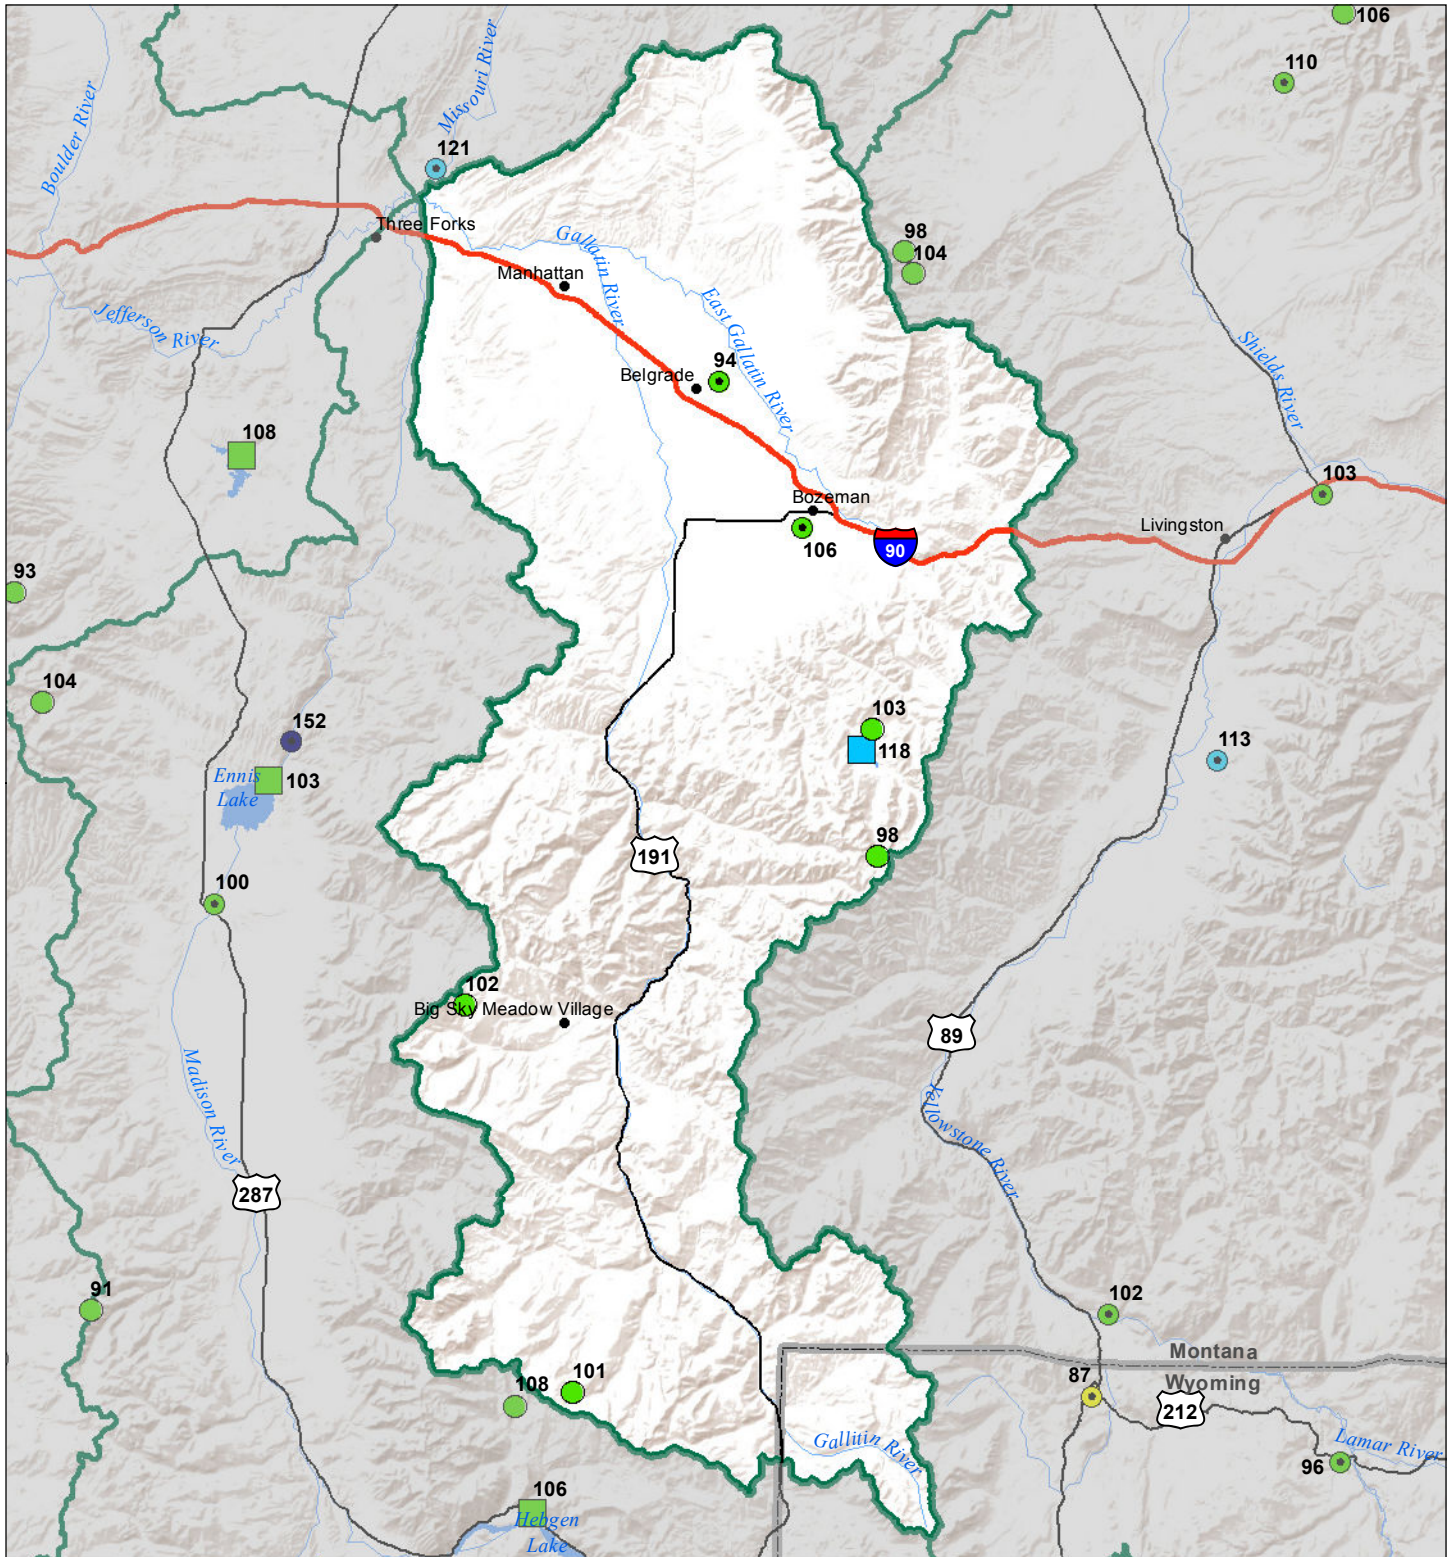 106
110
Missouri River
Boulder River
121
Three Forks
Gallatin River
98
104
Manhattan
East Gallatin River
Jefferson River
Shields River
94
Belgrade
108
103
Bozeman
Livingston
106
90
93
104
103
152
118
113
Ennis
Lake
103
98
191
100
102
Big Sky Meadow Village
89
Madison River
Yellowstone River
287
91
102
Montana
Wyoming
87
101
108
212
Gallitin River
Lamar River
96
106
Hebgen
Lake